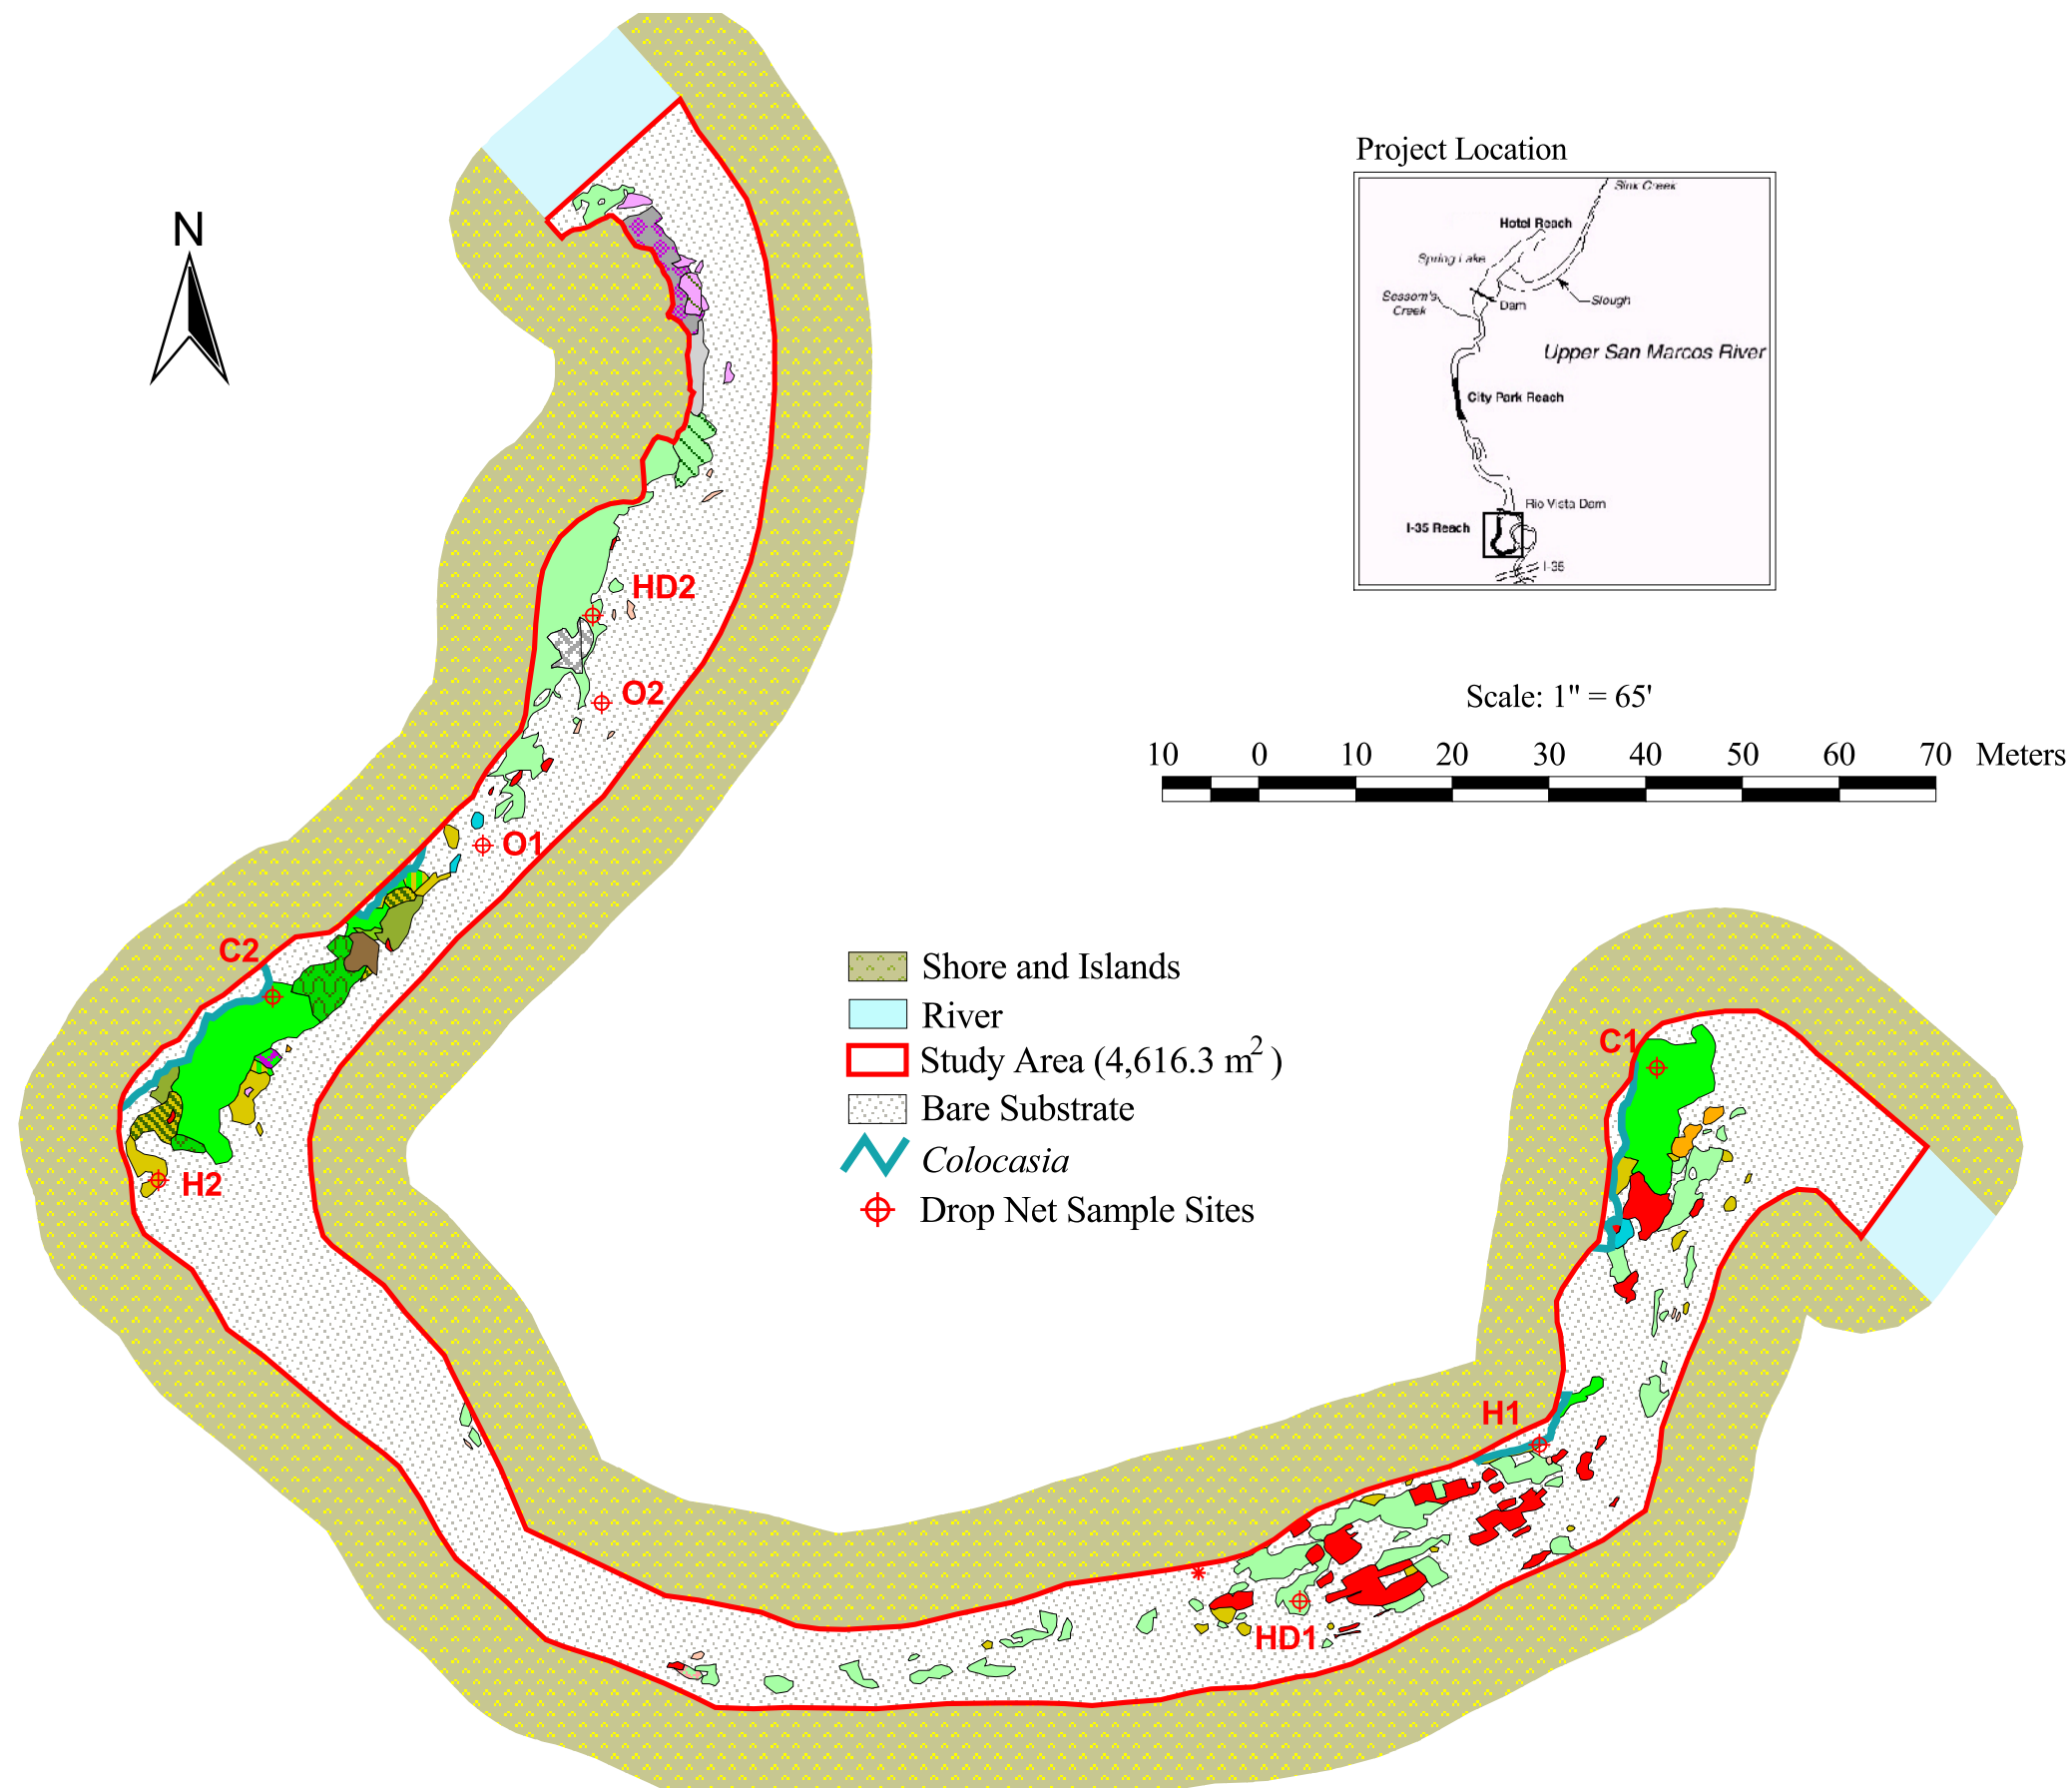 N
Project Location
Sink Creek
Hotel Reach
Spring Lake
Sessom's
Creek
Dam
Slough
Upper San Marcos River
City Park Reach
Rio Vista Dam
I-35 Reach
I-35
HD2
O2
O1
C2
H2
Scale: 1" = 65'
10 0 10 20 30 40 50 60 70 Meters
Shore and Islands
River
Study Area (4,616.3 m2 )
Bare Substrate
Colocasia
Drop Net Sample Sites
C1
H1
HD1